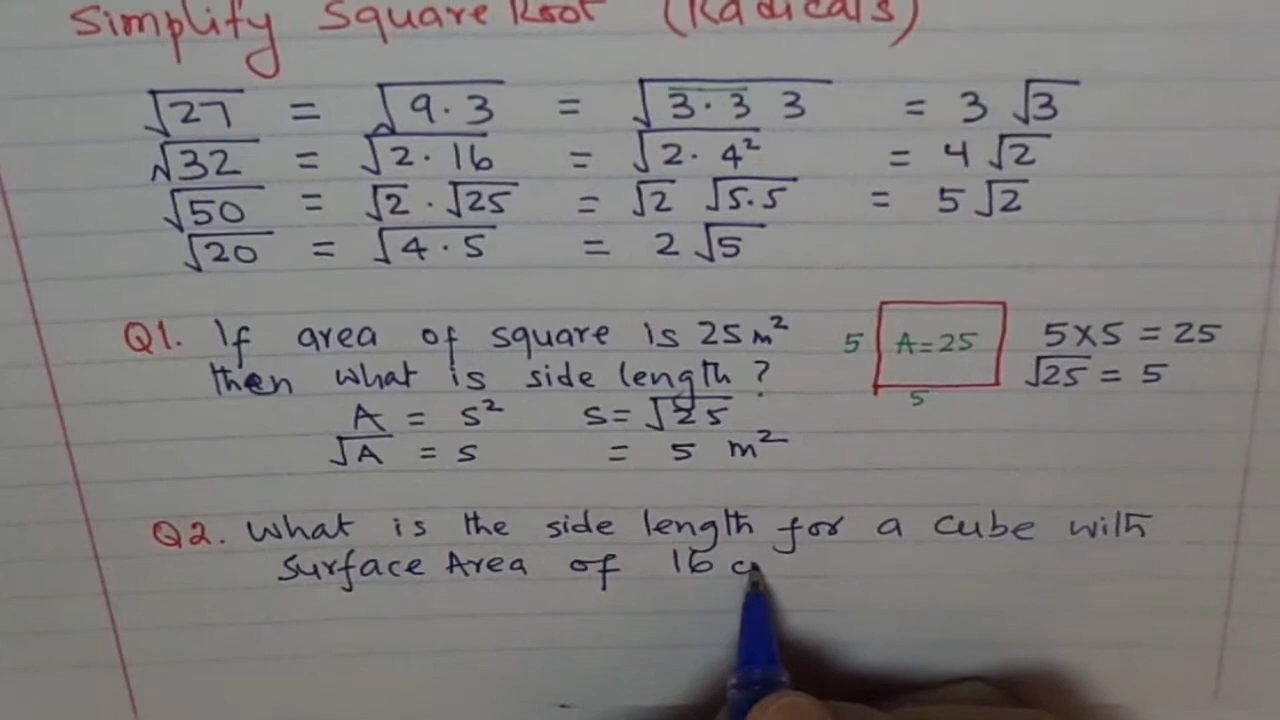 Simplify Square Root (Radicals)
√27 = √9·3 = √3·3 3 = 3 √3
√32 = √2·16 = √2·4² = 4 √2
√50 = √2·√25 = √2 √5·5 = 5√2
√20 = √4·5 = 2 √5
Q1. If area of square is 25m²
then what is side length?
5 A=25 5×5 = 25
√25 = 5
5
A = s² s=√25
√A = s = 5 m²
Q2. What is the side length for a cube with
surface Area of 16 c